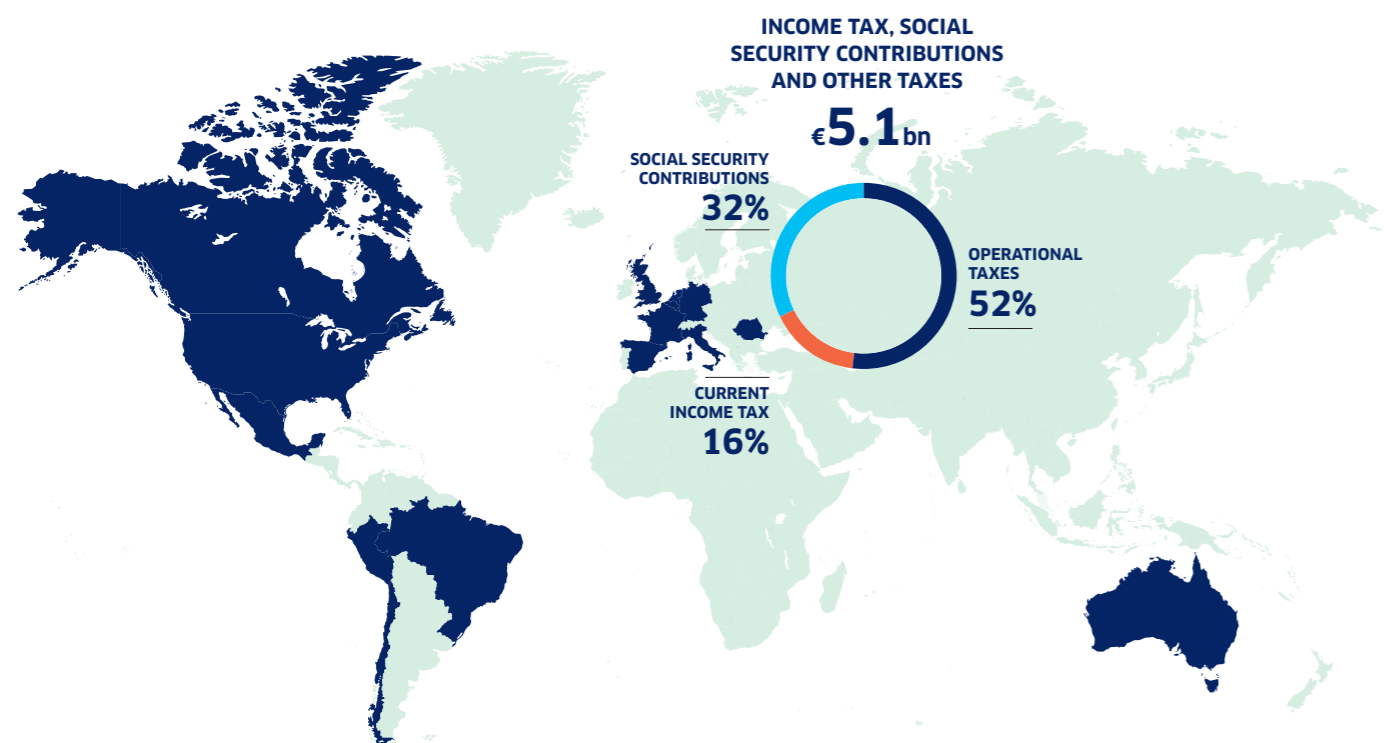 INCOME TAX, SOCIAL
SECURITY CONTRIBUTIONS
AND OTHER TAXES
€5.1bn
SOCIAL SECURITY
CONTRIBUTIONS
32%
OPERATIONAL
TAXES
52%
CURRENT
INCOME TAX
16%